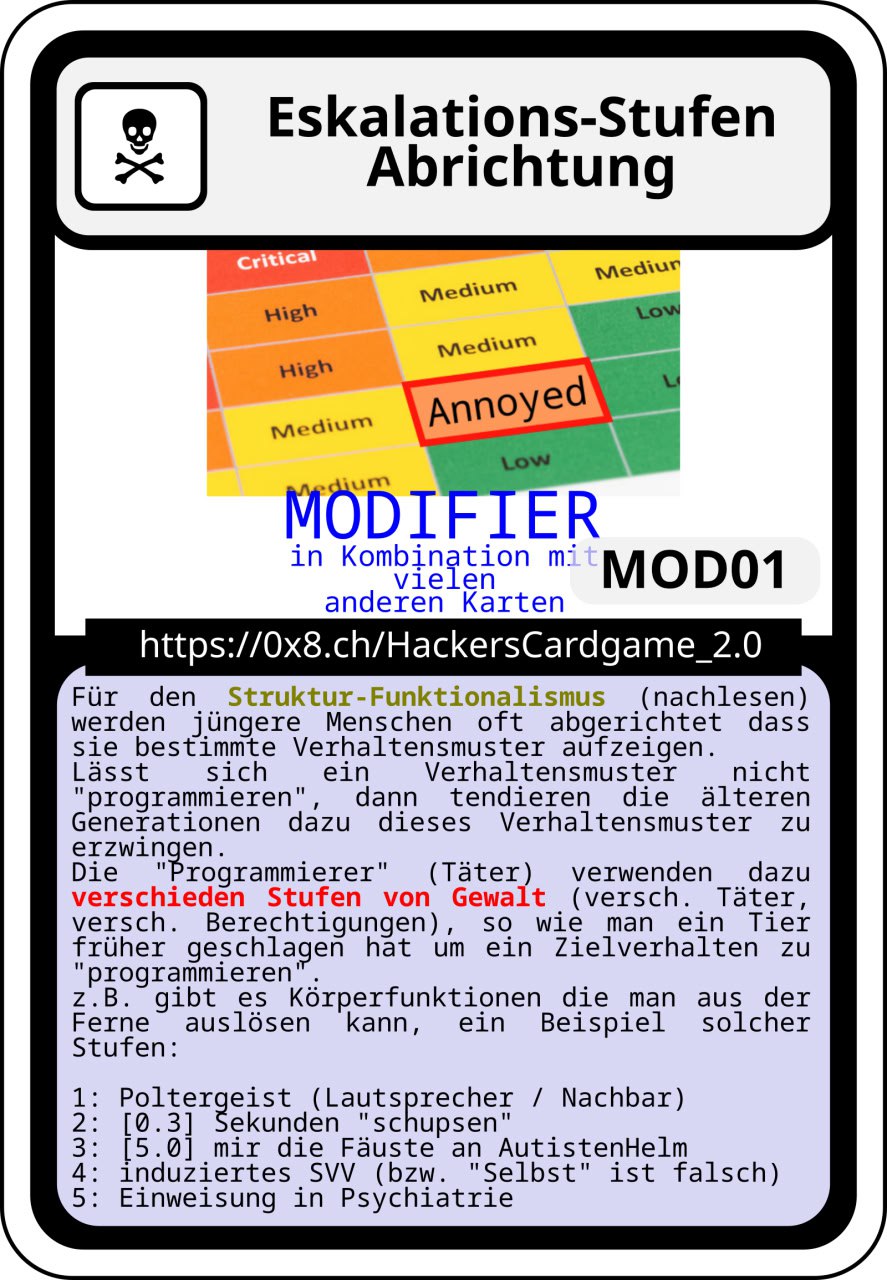 Eskalations-Stufen
Abrichtung
Critical
High
Medium
Medium
High
Medium
Low
Medium
Annoyed
Medium
Low
MODIFIER
in Kombination mit
vielen
anderen Karten
MOD01
https://0x8.ch/HackersCardgame_2.0
Für den Struktur-Funktionalismus (nachlesen)
werden jüngere Menschen oft abgerichtet dass
sie bestimmte Verhaltensmuster aufzeigen.
Lässt sich ein Verhaltensmuster nicht
"programmieren", dann tendieren die älteren
Generationen dazu dieses Verhaltensmuster zu
erzwingen.
Die "Programmierer" (Täter) verwenden dazu
verschieden Stufen von Gewalt (versch. Täter,
versch. Berechtigungen), so wie man ein Tier
früher geschlagen hat um ein Zielverhalten zu
"programmieren".
z.B. gibt es Körperfunktionen die man aus der
Ferne auslösen kann, ein Beispiel solcher
Stufen:
1: Poltergeist (Lautsprecher / Nachbar)
2: [0.3] Sekunden "schupsen"
3: [5.0] mir die Fäuste an AutistenHelm
4: induziertes SVV (bzw. "Selbst" ist falsch)
5: Einweisung in Psychiatrie